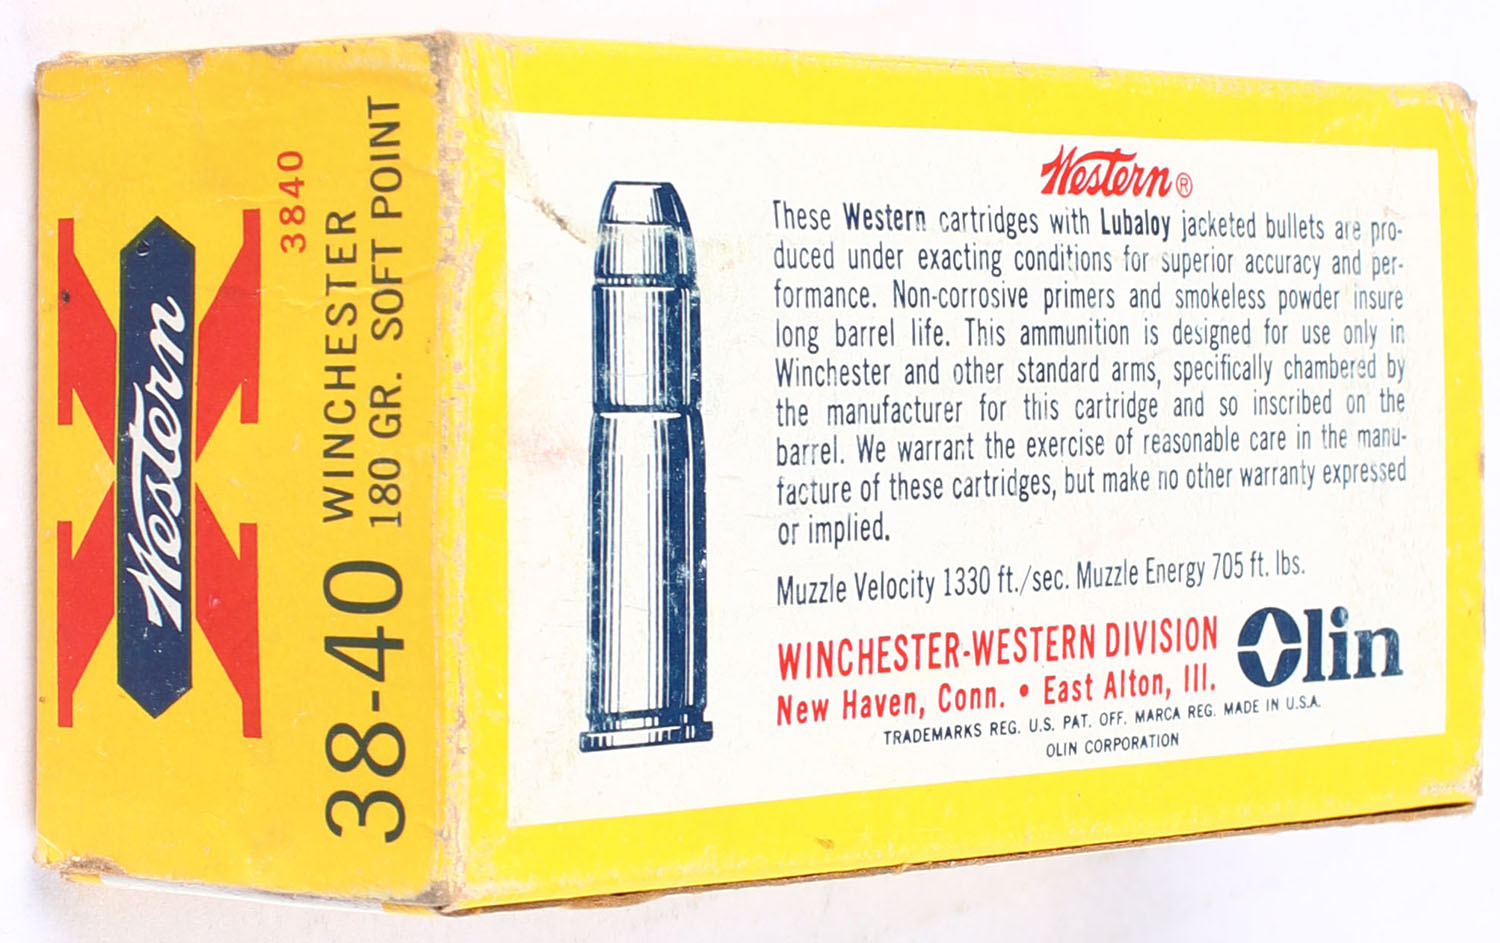 Western
3840
38-40 WINCHESTER
180 GR. SOFT POINT
Western®
These Western cartridges with Lubaloy jacketed bullets are pro-
duced under exacting conditions for superior accuracy and per-
formance. Non-corrosive primers and smokeless powder insure
long barrel life. This ammunition is designed for use only in
Winchester and other standard arms, specifically chambered by
the manufacturer for this cartridge and so inscribed on the
barrel. We warrant the exercise of reasonable care in the manu-
facture of these cartridges, but make no other warranty expressed
or implied.
Muzzle Velocity 1330 ft./sec. Muzzle Energy 705 ft. lbs.
WINCHESTER-WESTERN DIVISION
New Haven, Conn. • East Alton, Ill.
Olin
TRADEMARKS REG. U.S. PAT. OFF. MARCA REG. MADE IN U.S.A.
OLIN CORPORATION